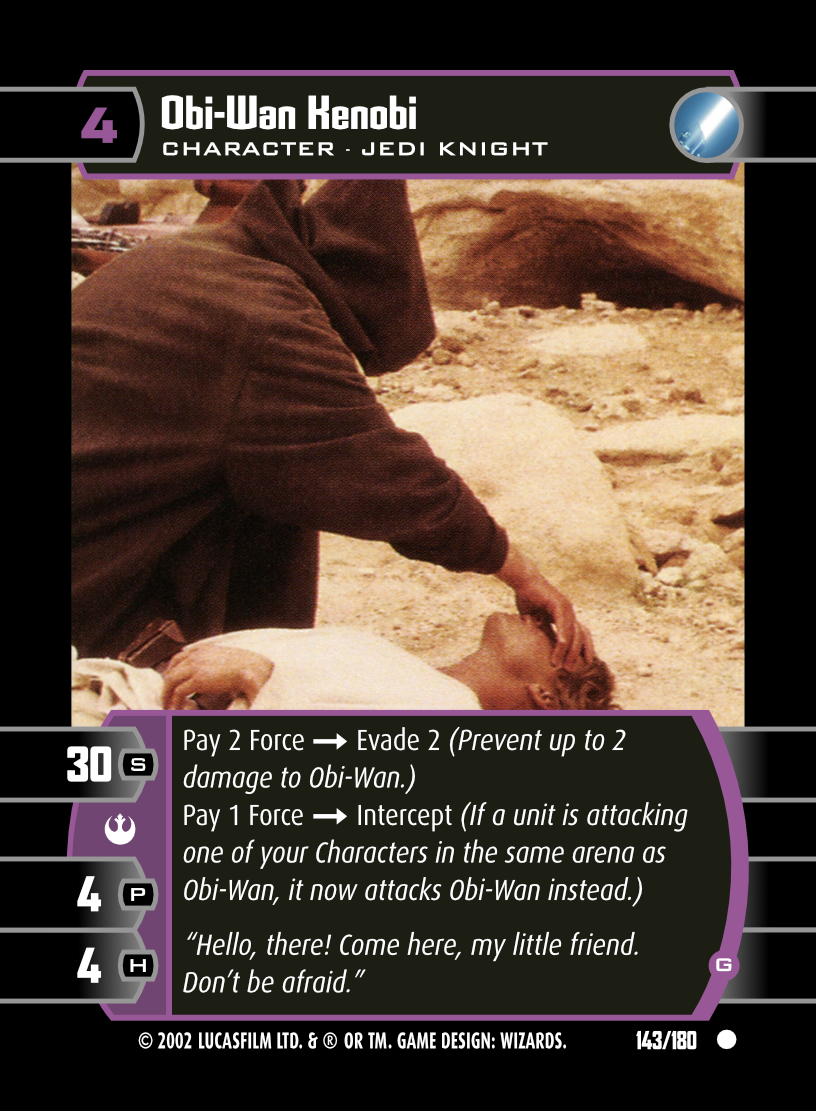 4
Obi-Wan Kenobi
CHARACTER - JEDI KNIGHT
30 S
4 P
4 H
Pay 2 Force → Evade 2 (Prevent up to 2
damage to Obi-Wan.)
Pay 1 Force → Intercept (If a unit is attacking
one of your Characters in the same arena as
Obi-Wan, it now attacks Obi-Wan instead.)
“Hello, there! Come here, my little friend.
Don’t be afraid.”
G
© 2002 LUCASFILM LTD. & ® OR TM. GAME DESIGN: WIZARDS. 143/180